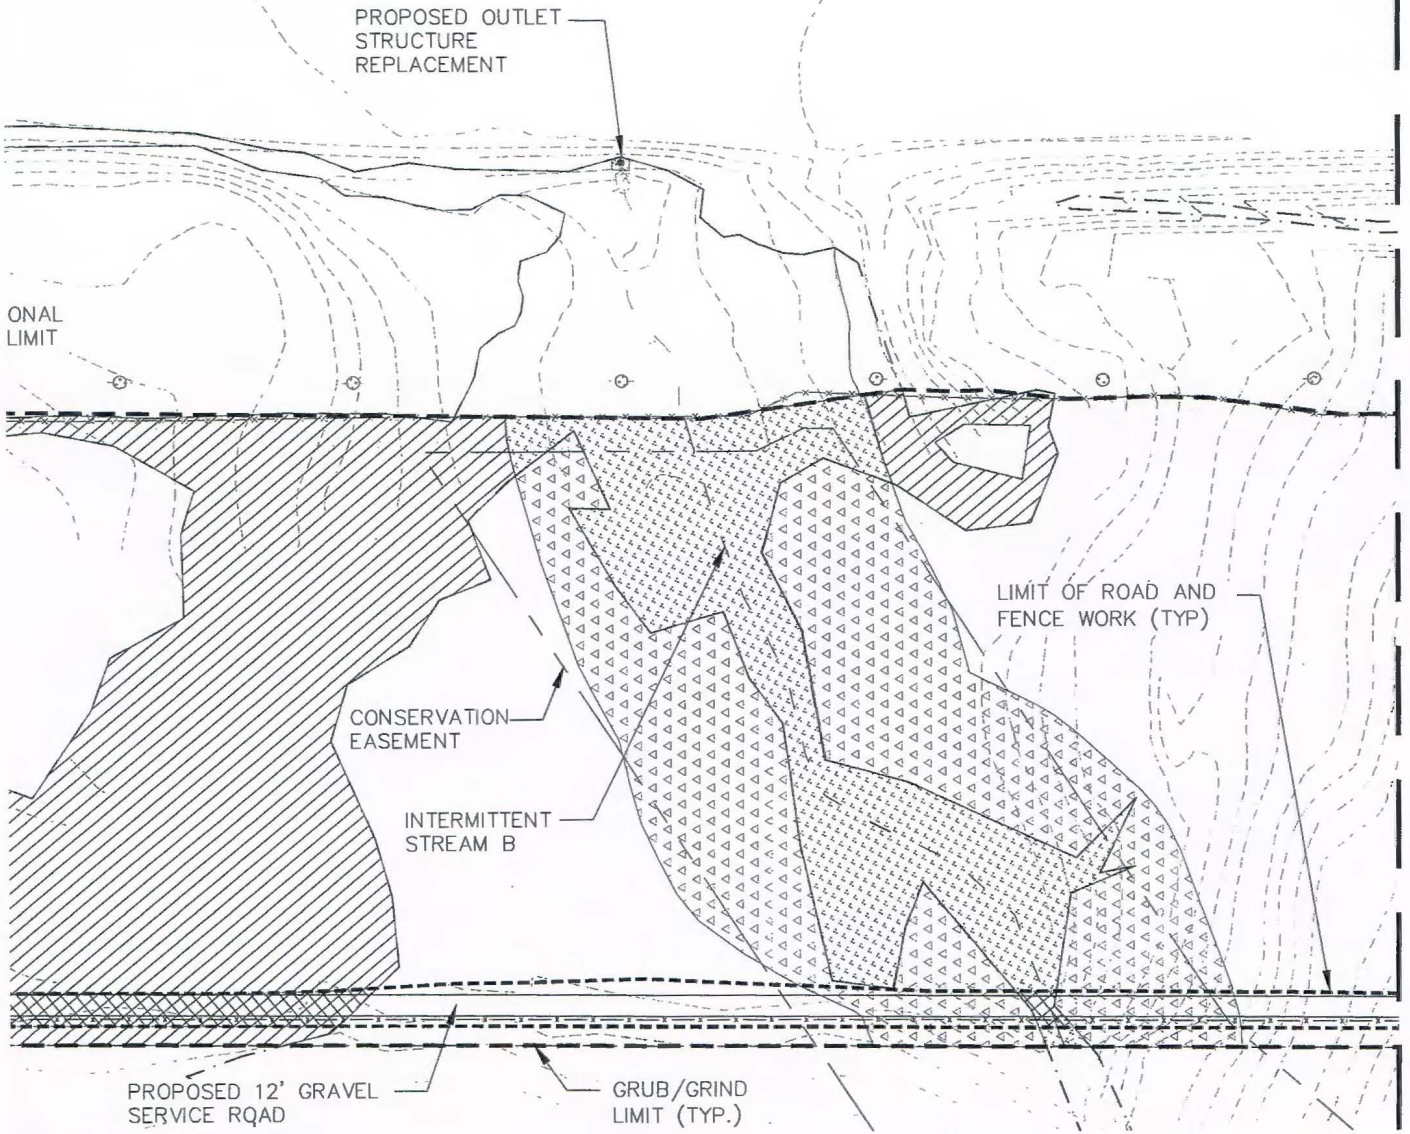 PROPOSED OUTLET
STRUCTURE
REPLACEMENT
ONAL
LIMIT
LIMIT OF ROAD AND
FENCE WORK (TYP)
CONSERVATION
EASEMENT
INTERMITTENT
STREAM B
PROPOSED 12' GRAVEL
SERVICE ROAD
GRUB/GRIND
LIMIT (TYP.)